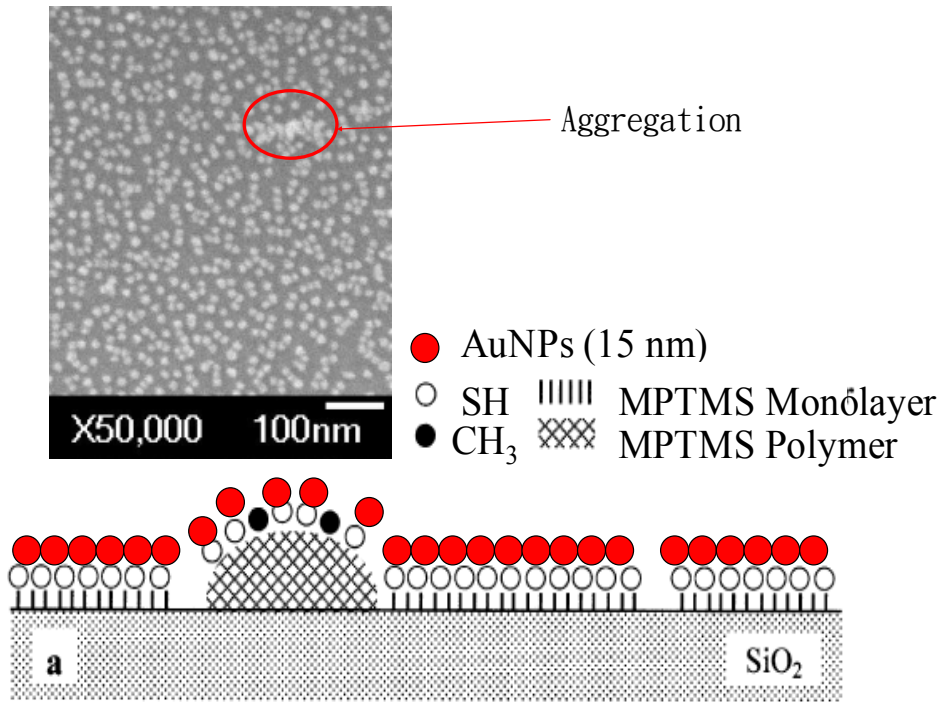 Aggregation
AuNPs (15 nm)
SH MPTMS Monolayer
CH₃ MPTMS Polymer
X50,000 100nm
a SiO₂